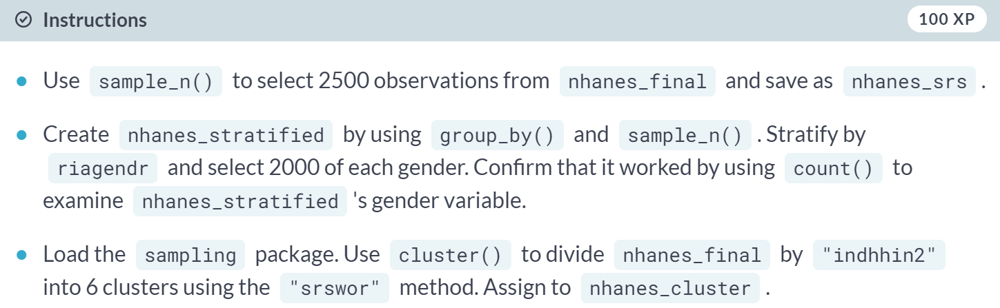 Instructions 100 XP
Use sample_n() to select 2500 observations from nhanes_final and save as nhanes_srs .
Create nhanes_stratified by using group_by() and sample_n() . Stratify by
riagendr and select 2000 of each gender. Confirm that it worked by using count() to
examine nhanes_stratified 's gender variable.
Load the sampling package. Use cluster() to divide nhanes_final by "indhhin2"
into 6 clusters using the "srswor" method. Assign to nhanes_cluster .